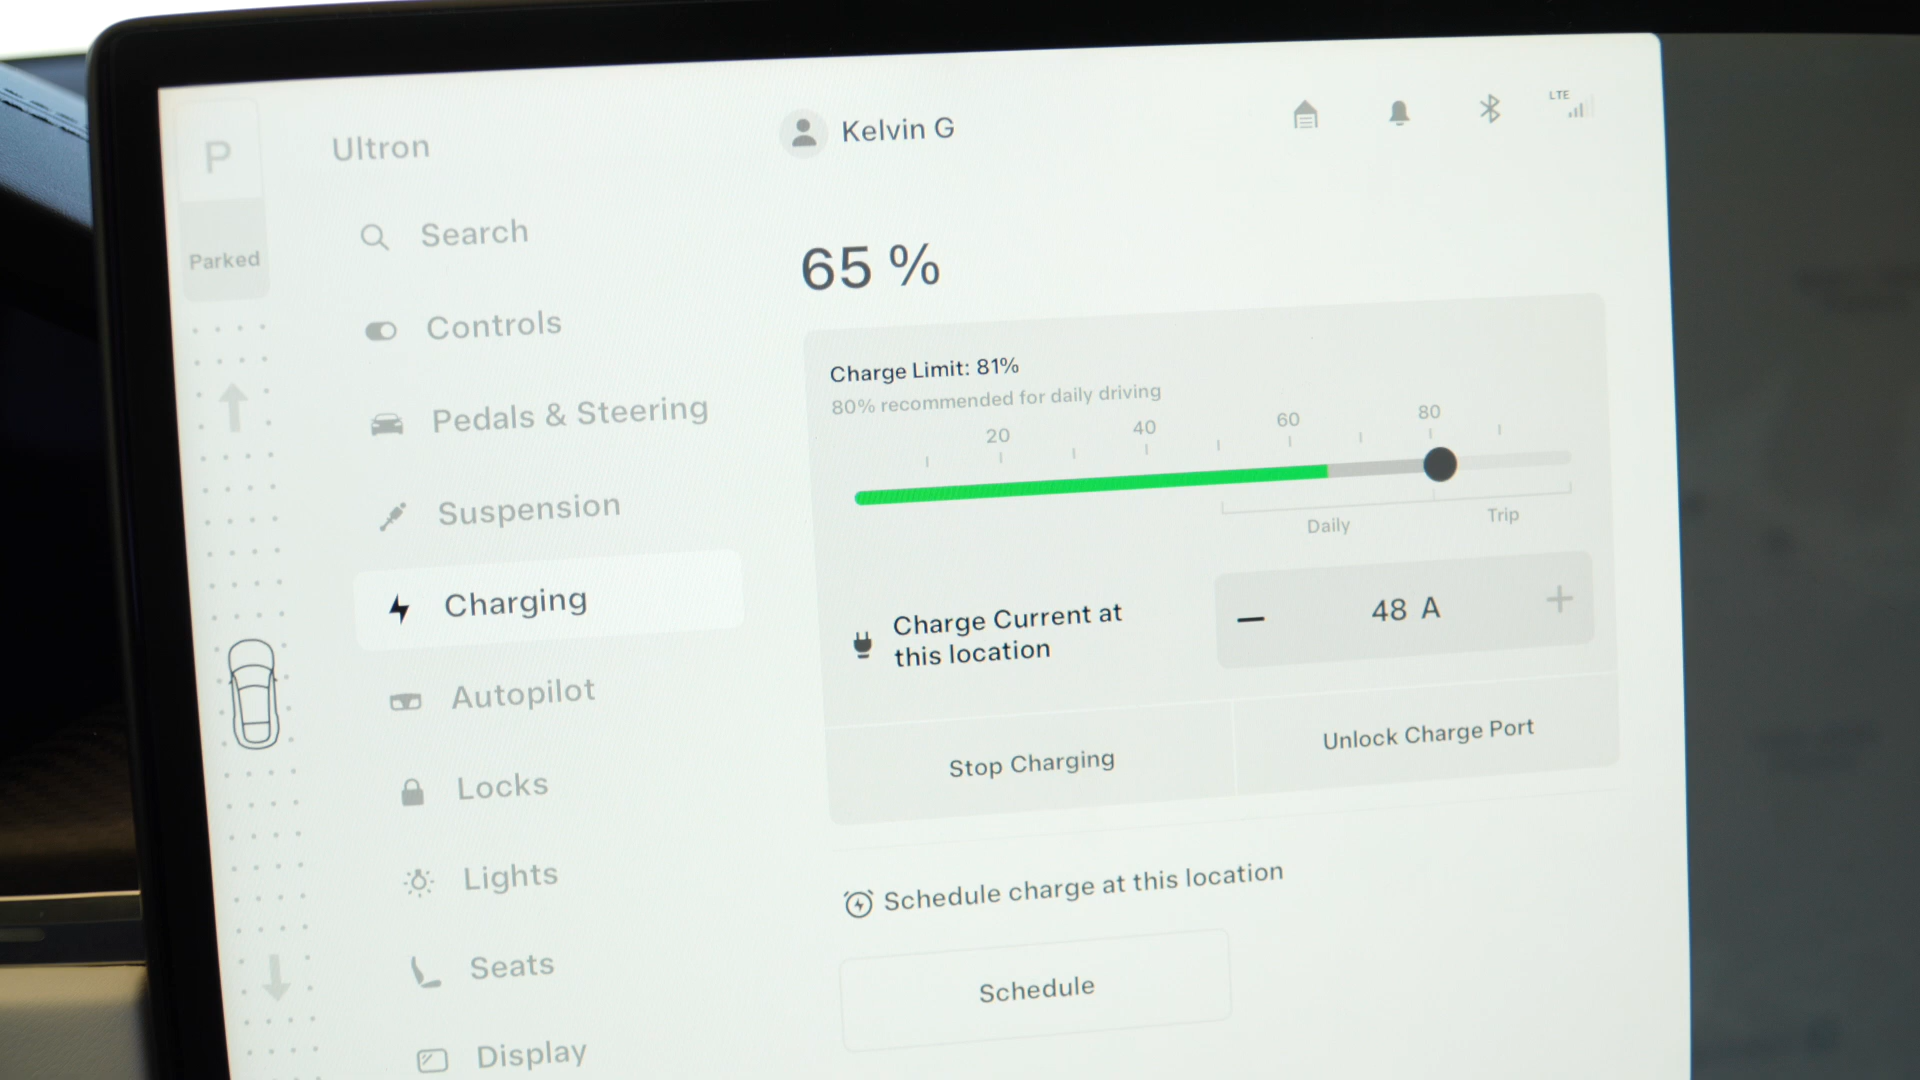 P
Parked
Ultron
Kelvin G
LTE
Search
Controls
Pedals & Steering
Suspension
Charging
Autopilot
Locks
Lights
Seats
Display
65 %
Charge Limit: 81%
80% recommended for daily driving
20 40 60 80
Daily Trip
Charge Current at
this location
48 A
Stop Charging
Unlock Charge Port
Schedule charge at this location
Schedule